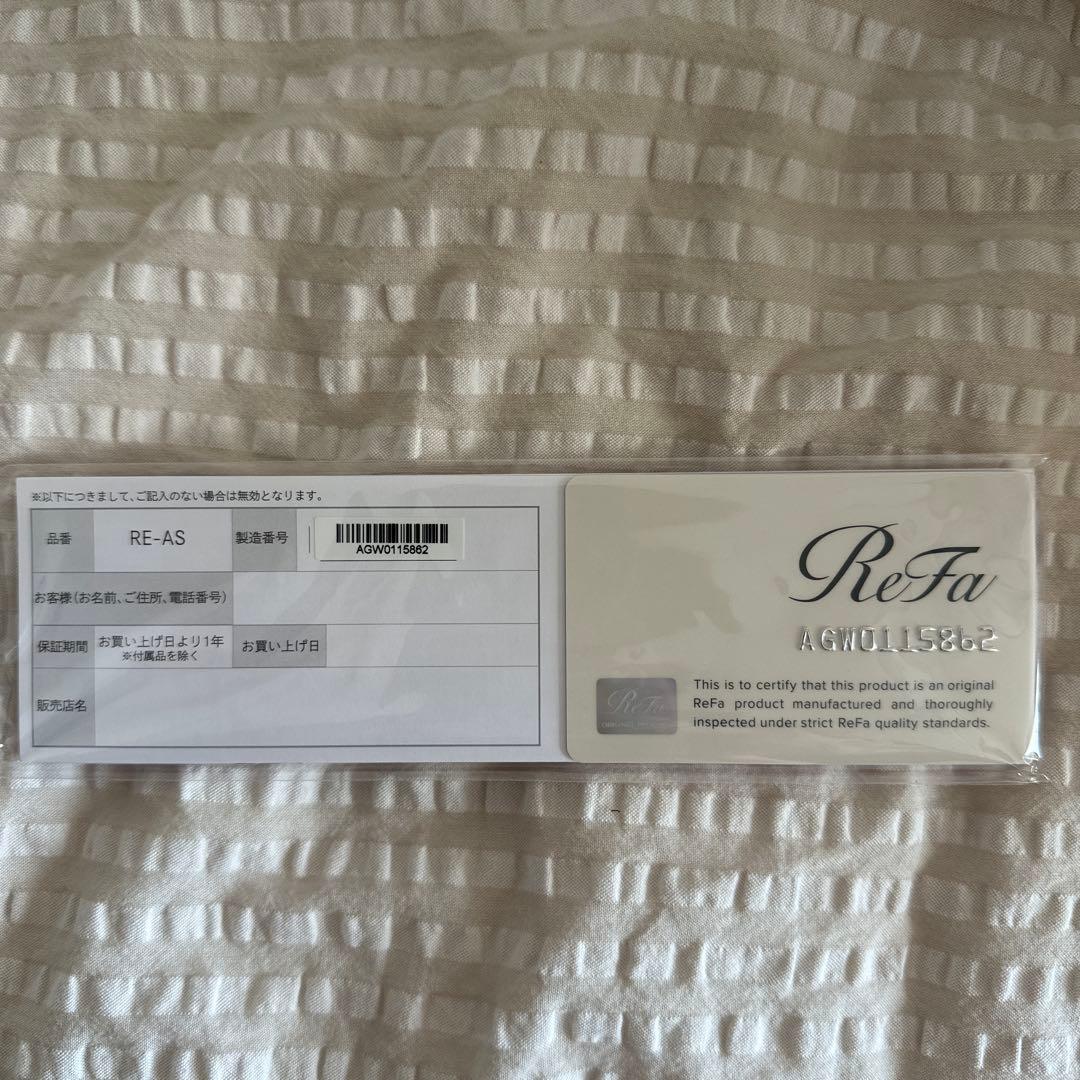 ※以下につきまして、ご記入のない場合は無効となります。
品番
RE-AS
製造番号
AGW0115862
お客様(お名前、ご住所、電話番号)
保証期間
お買い上げ日より1年
※付属品を除く
お買い上げ日
販売店名
ReFa
AGW0115862
ReFa
This is to certify that this product is an original
ReFa product manufactured and thoroughly
inspected under strict ReFa quality standards.